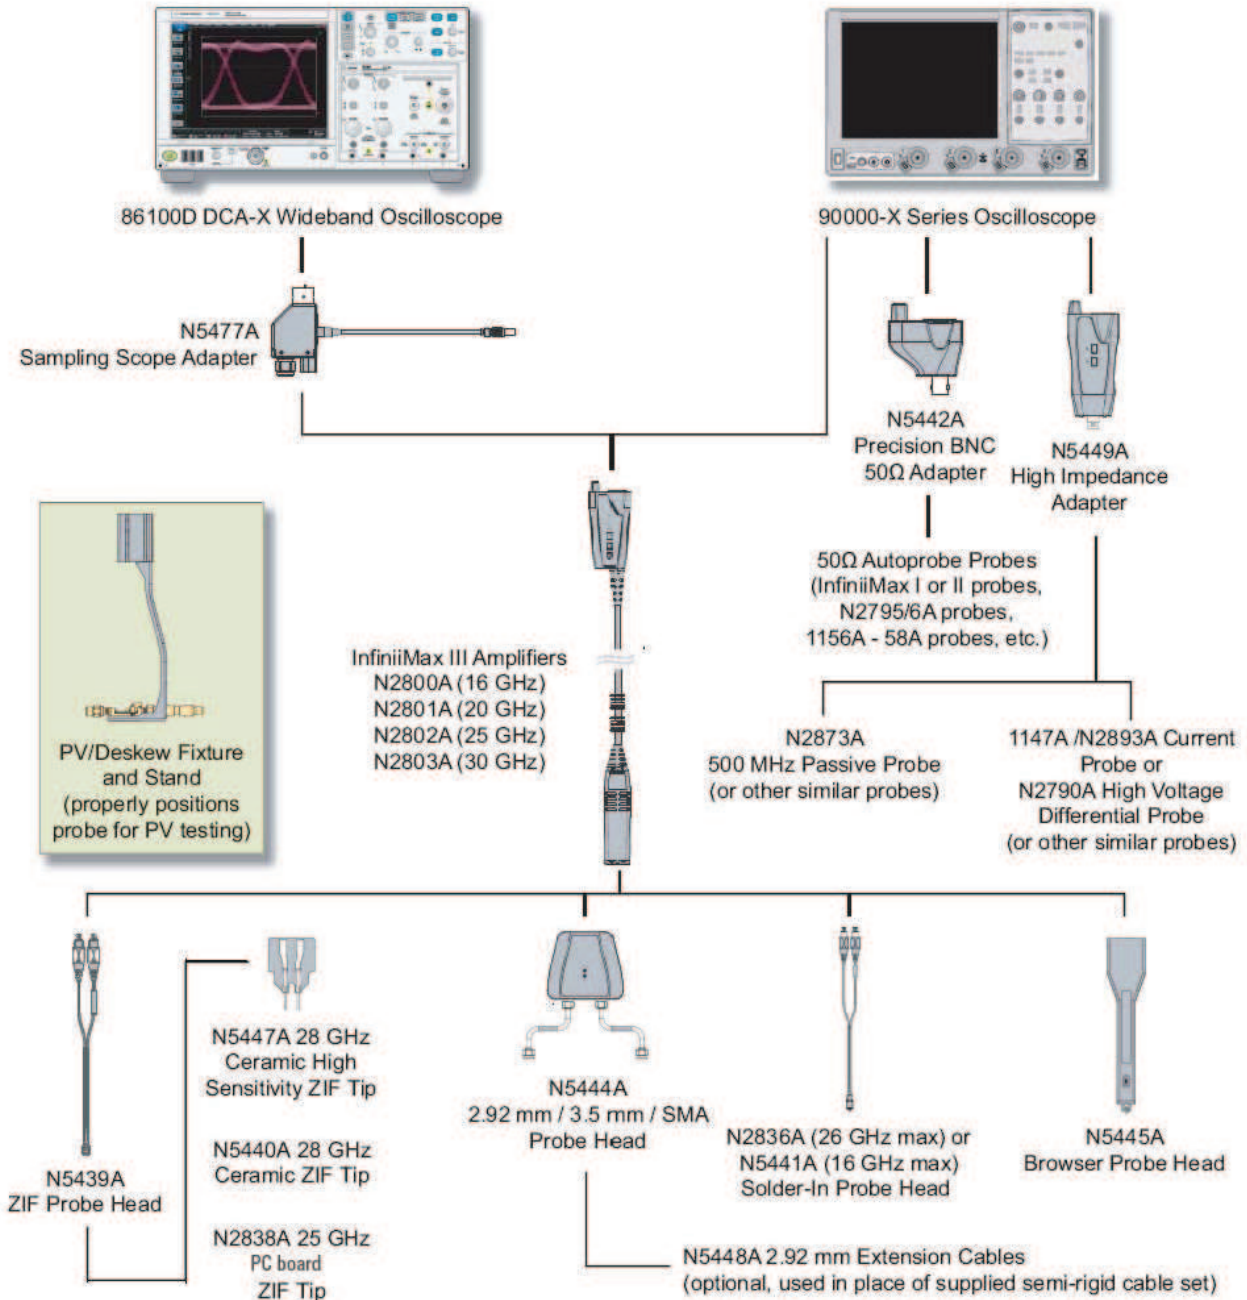 86100D DCA-X Wideband Oscilloscope
90000-X Series Oscilloscope
N5477A
Sampling Scope Adapter
N5442A
Precision BNC
50Ω Adapter
N5449A
High Impedance
Adapter
50Ω Autoprobe Probes
(InfiniiMax I or II probes,
N2795/6A probes,
1156A - 58A probes, etc.)
InfiniiMax III Amplifiers
N2800A (16 GHz)
N2801A (20 GHz)
N2802A (25 GHz)
N2803A (30 GHz)
PV/Deskew Fixture
and Stand
(properly positions
probe for PV testing)
N2873A
500 MHz Passive Probe
(or other similar probes)
1147A /N2893A Current
Probe or
N2790A High Voltage
Differential Probe
(or other similar probes)
N5439A
ZIF Probe Head
N5447A 28 GHz
Ceramic High
Sensitivity ZIF Tip
N5440A 28 GHz
Ceramic ZIF Tip
N2838A 25 GHz
PC board
ZIF Tip
N5444A
2.92 mm / 3.5 mm / SMA
Probe Head
N2836A (26 GHz max) or
N5441A (16 GHz max)
Solder-In Probe Head
N5445A
Browser Probe Head
N5448A 2.92 mm Extension Cables
(optional, used in place of supplied semi-rigid cable set)